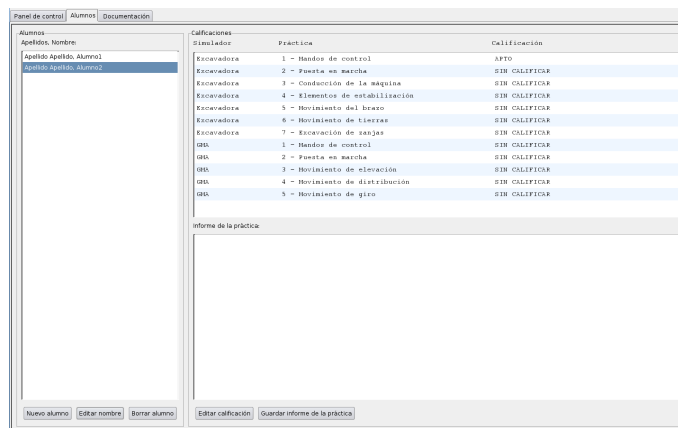 Panel de control Alumnos Documentación
Alumnos
Apellidos, Nombre:
Apellido Apellido, Alumno1
Apellido Apellido, Alumno2
Nuevo alumno Editar nombre Borrar alumno
Calificaciones
Simulador Práctica Calificación
Excavadora 1 - Mandos de control APTO
Excavadora 2 - Puesta en marcha SIN CALIFICAR
Excavadora 3 - Conducción de la máquina SIN CALIFICAR
Excavadora 4 - Elementos de estabilización SIN CALIFICAR
Excavadora 5 - Movimiento del brazo SIN CALIFICAR
Excavadora 6 - Movimiento de tierras SIN CALIFICAR
Excavadora 7 - Excavación de zanjas SIN CALIFICAR
GMA 1 - Mandos de control SIN CALIFICAR
GMA 2 - Puesta en marcha SIN CALIFICAR
GMA 3 - Movimiento de elevación SIN CALIFICAR
GMA 4 - Movimiento de distribución SIN CALIFICAR
GMA 5 - Movimiento de giro SIN CALIFICAR
Informe de la práctica:
Editar calificación Guardar informe de la práctica